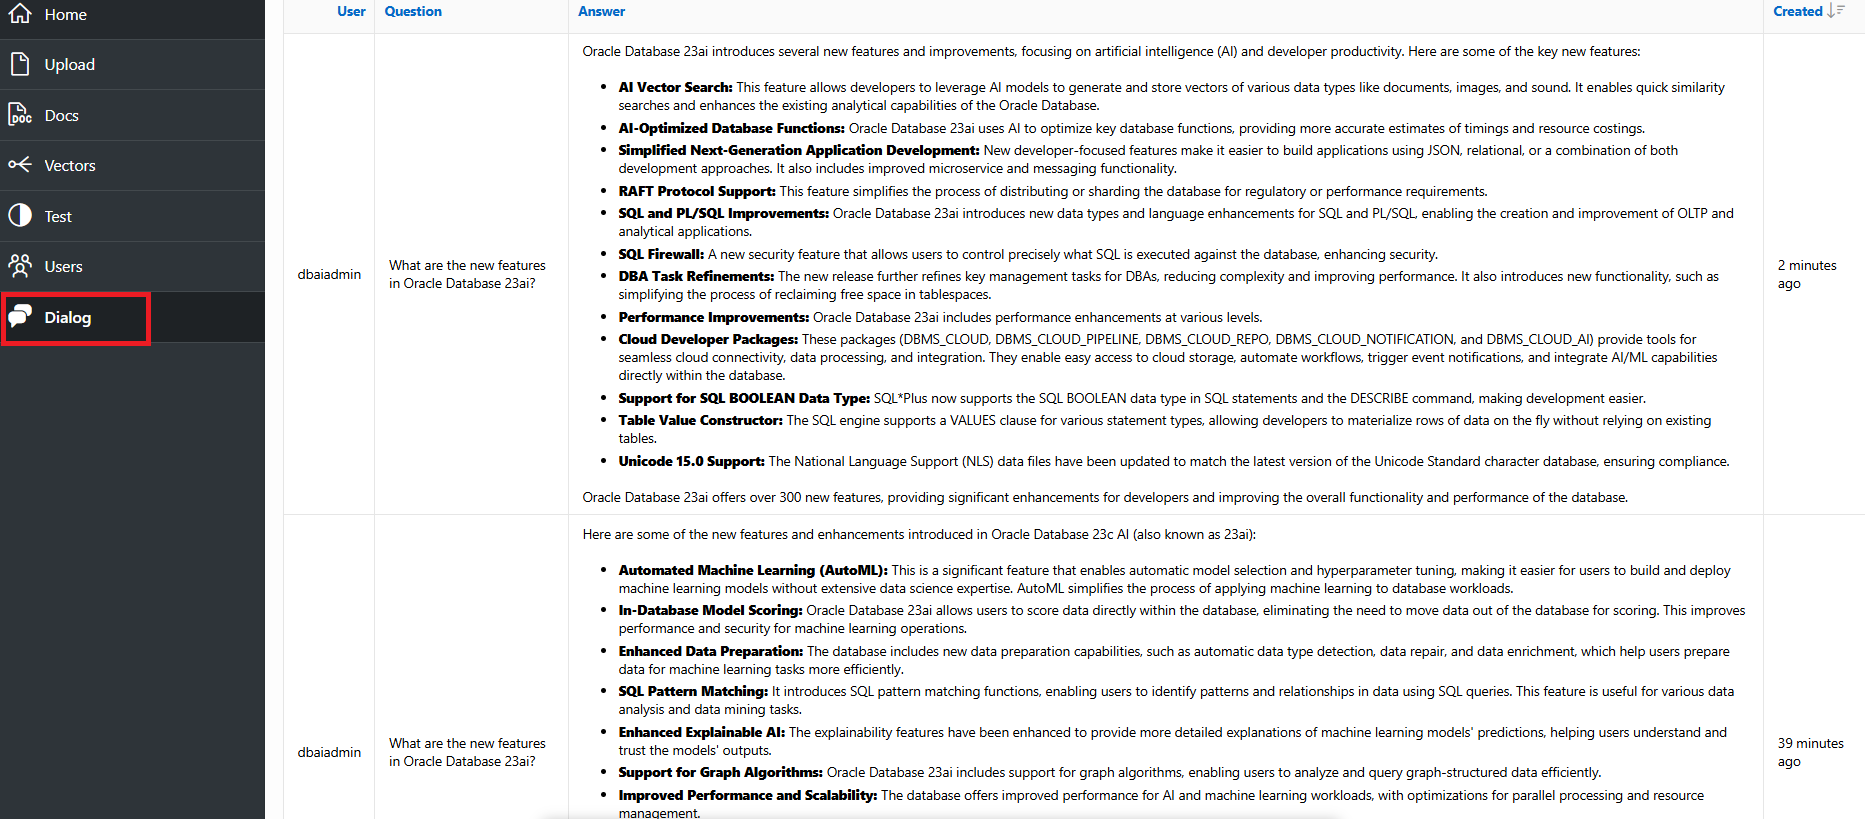 Home
Upload
Docs
Vectors
Test
Users
Dialog
User Question Answer Created
dbaiadmin
What are the new features
in Oracle Database 23ai?
Oracle Database 23ai introduces several new features and improvements, focusing on artificial intelligence (AI) and developer productivity. Here are some of the key new features:
• AI Vector Search: This feature allows developers to leverage AI models to generate and store vectors of various data types like documents, images, and sound. It enables quick similarity
searches and enhances the existing analytical capabilities of the Oracle Database.
• AI-Optimized Database Functions: Oracle Database 23ai uses AI to optimize key database functions, providing more accurate estimates of timings and resource costings.
• Simplified Next-Generation Application Development: New developer-focused features make it easier to build applications using JSON, relational, or a combination of both
development approaches. It also includes improved microservice and messaging functionality.
• RAFT Protocol Support: This feature simplifies the process of distributing or sharding the database for regulatory or performance requirements.
• SQL and PL/SQL Improvements: Oracle Database 23ai introduces new data types and language enhancements for SQL and PL/SQL, enabling the creation and improvement of OLTP and
analytical applications.
• SQL Firewall: A new security feature that allows users to control precisely what SQL is executed against the database, enhancing security.
• DBA Task Refinements: The new release further refines key management tasks for DBAs, reducing complexity and improving performance. It also introduces new functionality, such as
simplifying the process of reclaiming free space in tablespaces.
• Performance Improvements: Oracle Database 23ai includes performance enhancements at various levels.
• Cloud Developer Packages: These packages (DBMS_CLOUD, DBMS_CLOUD_PIPELINE, DBMS_CLOUD_REPO, DBMS_CLOUD_NOTIFICATION, and DBMS_CLOUD_AI) provide tools for
seamless cloud connectivity, data processing, and integration. They enable easy access to cloud storage, automate workflows, trigger event notifications, and integrate AI/ML capabilities
directly within the database.
• Support for SQL BOOLEAN Data Type: SQL*Plus now supports the SQL BOOLEAN data type in SQL statements and the DESCRIBE command, making development easier.
• Table Value Constructor: The SQL engine supports a VALUES clause for various statement types, allowing developers to materialize rows of data on the fly without relying on existing
tables.
• Unicode 15.0 Support: The National Language Support (NLS) data files have been updated to match the latest version of the Unicode Standard character database, ensuring compliance.
Oracle Database 23ai offers over 300 new features, providing significant enhancements for developers and improving the overall functionality and performance of the database.
2 minutes
ago
dbaiadmin
What are the new features
in Oracle Database 23ai?
Here are some of the new features and enhancements introduced in Oracle Database 23c AI (also known as 23ai):
• Automated Machine Learning (AutoML): This is a significant feature that enables automatic model selection and hyperparameter tuning, making it easier for users to build and deploy
machine learning models without extensive data science expertise. AutoML simplifies the process of applying machine learning to database workloads.
• In-Database Model Scoring: Oracle Database 23ai allows users to score data directly within the database, eliminating the need to move data out of the database for scoring. This improves
performance and security for machine learning operations.
• Enhanced Data Preparation: The database includes new data preparation capabilities, such as automatic data type detection, data repair, and data enrichment, which help users prepare
data for machine learning tasks more efficiently.
• SQL Pattern Matching: It introduces SQL pattern matching functions, enabling users to identify patterns and relationships in data using SQL queries. This feature is useful for various data
analysis and data mining tasks.
• Enhanced Explainable AI: The explainability features have been enhanced to provide more detailed explanations of machine learning models' predictions, helping users understand and
trust the models' outputs.
• Support for Graph Algorithms: Oracle Database 23ai includes support for graph algorithms, enabling users to analyze and query graph-structured data efficiently.
• Improved Performance and Scalability: The database offers improved performance for AI and machine learning workloads, with optimizations for parallel processing and resource
management.
39 minutes
ago